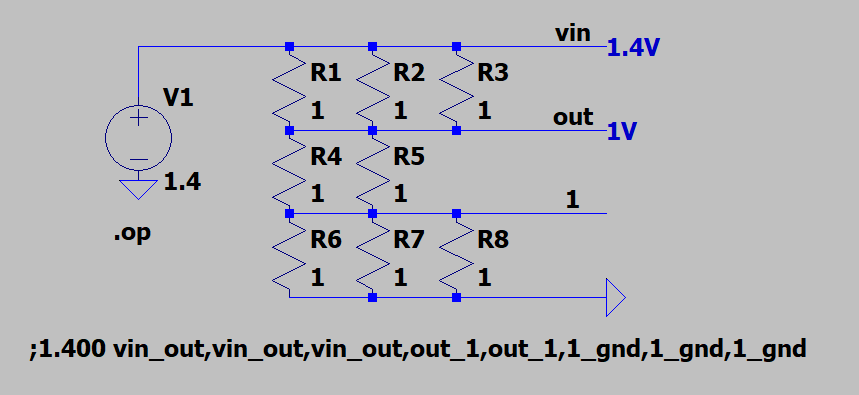 vin 1.4V
V1 R1 R2 R3
1 1 1
out 1V
R4 R5
1.4 1 1
1
.op R6 R7 R8
1 1 1
;1.400 vin_out,vin_out,vin_out,out_1,out_1,1_gnd,1_gnd,1_gnd